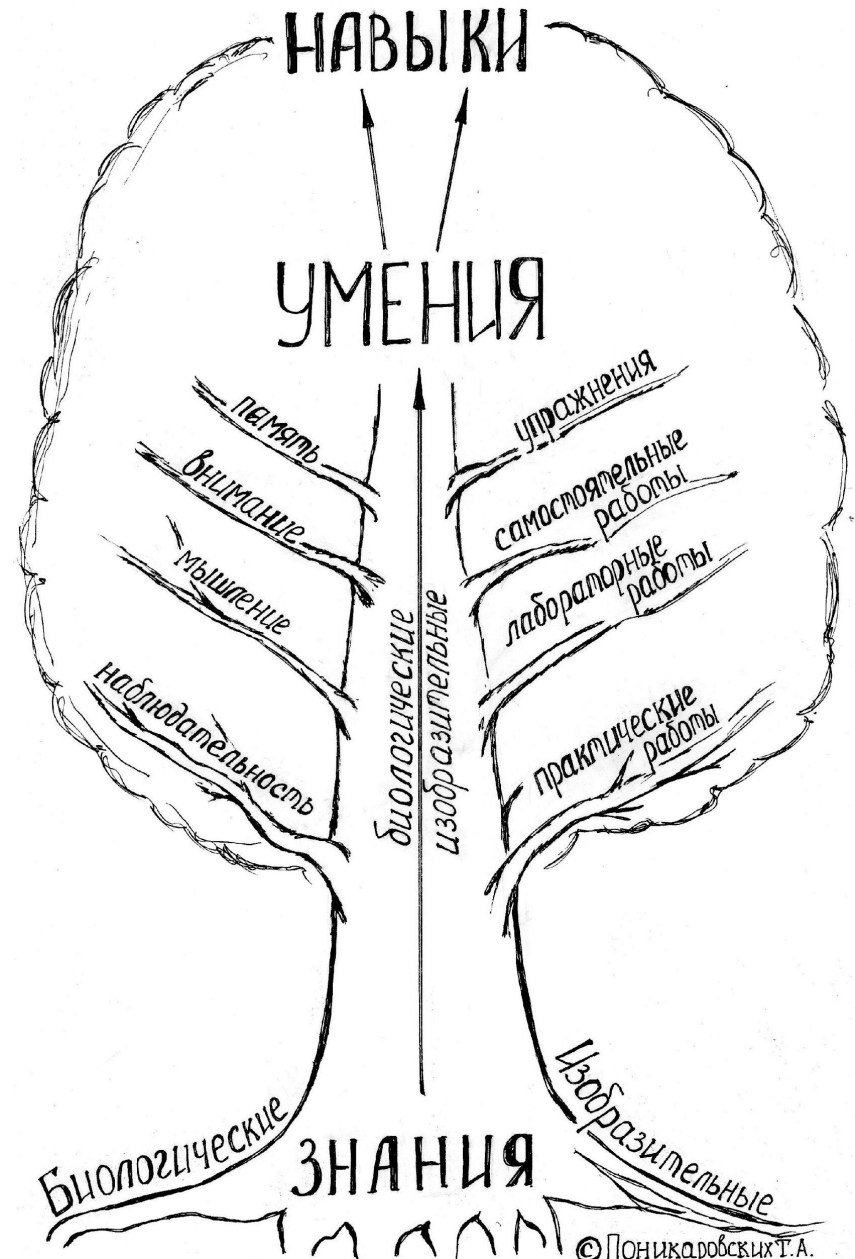 НАВЫКИ
УМЕНИЯ
память
внимание
мышление
наблюдательность
упражнения
самостоятельные
работы
лабораторные
работы
практические
работы
биологические
изобразительные
Биологические
ЗНАНИЯ
Изобразительные
© Поникаровских Т.А.